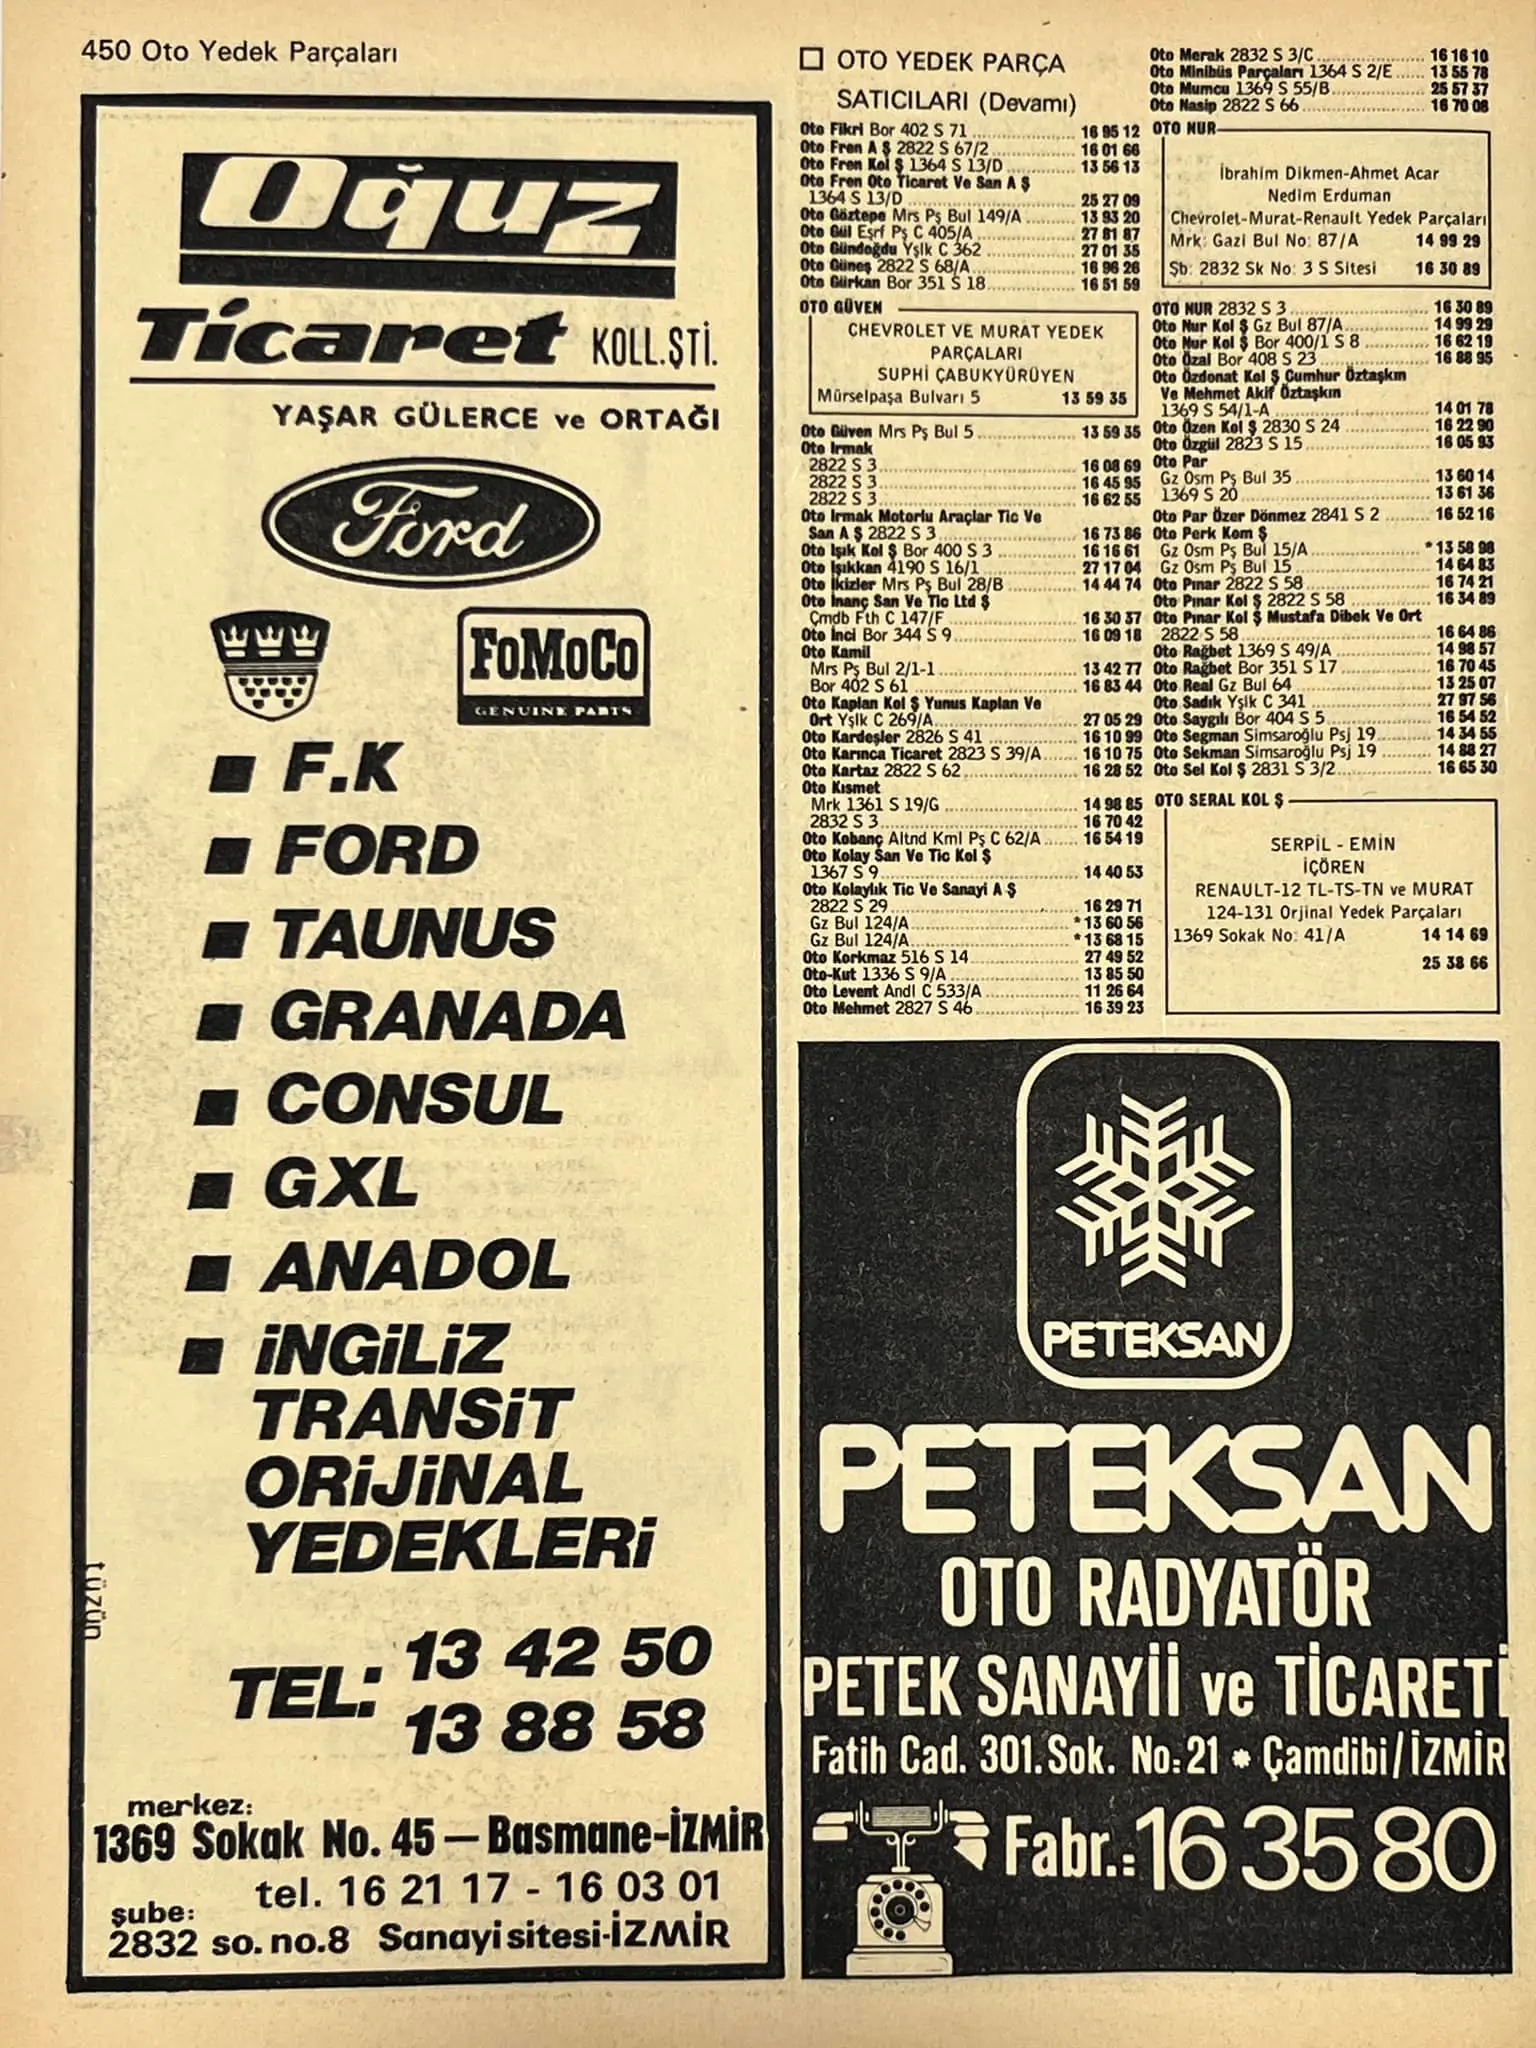 450 Oto Yedek Parçaları
Oğuz
Ticaret KOLL.ŞTİ.
YAŞAR GÜLERCE ve ORTAĞI
Ford
FoMoCo
GENUINE PARTS
F.K
FORD
TAUNUS
GRANADA
CONSUL
GXL
ANADOL
İNGİLİZ
TRANSİT
ORİJİNAL
YEDEKLERİ
TEL: 13 42 50
13 88 58
merkez:
1369 Sokak No. 45 — Basmane-İZMİR
tel. 16 21 17 - 16 03 01
şube:
2832 so. no.8 Sanayi sitesi-İZMİR
tüzün
OTO YEDEK PARÇA
SATICILARI (Devamı)
Oto Fikri Bor 402 S 71 16 95 12
Oto Fren A Ş 2822 S 67/2 16 01 66
Oto Fren Kol Ş 1364 S 13/D 13 56 13
Oto Fren Oto Ticaret Ve San A Ş
1364 S 13/D 25 27 09
Oto Göztepe Mrs Pş Bul 149/A 13 93 20
Oto Gül Eşrf Pş C 405/A 27 81 87
Oto Gündoğdu Yşlk C 362 27 01 35
Oto Güneş 2822 S 68/A 16 96 26
Oto Gürkan Bor 351 S 18 16 51 59
OTO GÜVEN
CHEVROLET VE MURAT YEDEK
PARÇALARI
SUPHİ ÇABUKYÜRÜYEN
Mürselpaşa Bulvarı 5 13 59 35
Oto Güven Mrs Pş Bul 5 13 59 35
Oto Irmak
2822 S 3 16 08 69
2822 S 3 16 45 95
2822 S 3 16 62 55
Oto Irmak Motorlu Araçlar Tic Ve
San A Ş 2822 S 3 16 73 86
Oto Işık Kol Ş Bor 400 S 3 16 16 61
Oto Işıkkan 4190 S 16/1 27 17 04
Oto İkizler Mrs Pş Bul 28/B 14 44 74
Oto İnanç San Ve Tic Ltd Ş
Çmdb Fth C 147/F 16 30 37
Oto İnci Bor 344 S 9 16 09 18
Oto Kamil
Mrs Pş Bul 2/1-1 13 42 77
Bor 402 S 61 16 83 44
Oto Kaplan Kol Ş Yunus Kaplan Ve
Ort Yşlk C 269/A 27 05 29
Oto Kardeşler 2826 S 41 16 10 99
Oto Karınca Ticaret 2823 S 39/A 16 10 75
Oto Kartaz 2822 S 62 16 28 52
Oto Kısmet
Mrk 1361 S 19/G 14 98 85
2832 S 3 16 70 42
Oto Kobanç Altnd Kml Pş C 62/A 16 54 19
Oto Kolay San Ve Tic Kol Ş
1367 S 9 14 40 53
Oto Kolaylık Tic Ve Sanayi A Ş
2822 S 29 16 29 71
Gz Bul 124/A *13 60 56
Gz Bul 124/A *13 68 15
Oto Korkmaz 516 S 14 27 49 52
Oto-Kut 1336 S 9/A 13 85 50
Oto Levent Andl C 533/A 11 26 64
Oto Mehmet 2827 S 46 16 39 23
Oto Merak 2832 S 3/C 16 16 10
Oto Minibüs Parçaları 1364 S 2/E 13 55 78
Oto Mumcu 1369 S 55/B 25 57 37
Oto Nasip 2822 S 66 16 70 08
OTO NUR
İbrahim Dikmen-Ahmet Acar
Nedim Erduman
Chevrolet-Murat-Renault Yedek Parçaları
Mrk: Gazi Bul No: 87/A 14 99 29
Şb: 2832 Sk No: 3 S Sitesi 16 30 89
OTO NUR 2832 S 3 16 30 89
Oto Nur Kol Ş Gz Bul 87/A 14 99 29
Oto Nur Kol Ş Bor 400/1 S 8 16 62 19
Oto Özal Bor 408 S 23 16 88 95
Oto Özdonat Kol Ş Cumhur Öztaşkın
Ve Mehmet Akif Öztaşkın
1369 S 54/1-A 14 01 78
Oto Özen Kol Ş 2830 S 24 16 22 90
Oto Özgül 2823 S 15 16 05 93
Oto Par
Gz Osm Pş Bul 35 13 60 14
1369 S 20 13 61 36
Oto Par Özer Dönmez 2841 S 2 16 52 16
Oto Perk Kom Ş
Gz Osm Pş Bul 15/A *13 58 98
Gz Osm Pş Bul 15 14 64 83
Oto Pınar 2822 S 58 16 74 21
Oto Pınar Kol Ş 2822 S 58 16 34 89
Oto Pınar Kol Ş Mustafa Dibek Ve Ort
2822 S 58 16 64 86
Oto Rağbet 1369 S 49/A 14 98 57
Oto Rağbet Bor 351 S 17 16 70 45
Oto Real Gz Bul 64 13 25 07
Oto Sadık Yşlk C 341 27 97 56
Oto Saygılı Bor 404 S 5 16 54 52
Oto Segman Simsaroğlu Psj 19 14 34 55
Oto Sekman Simsaroğlu Psj 19 14 88 27
Oto Sel Kol Ş 2831 S 3/2 16 65 30
OTO SERAL KOL Ş
SERPİL - EMİN
İÇÖREN
RENAULT-12 TL-TS-TN ve MURAT
124-131 Orjinal Yedek Parçaları
1369 Sokak No: 41/A 14 14 69
25 38 66
PETEKSAN
PETEKSAN
OTO RADYATÖR
PETEK SANAYİİ ve TİCARETİ
Fatih Cad. 301.Sok. No:21 * Çamdibi/İZMİR
Fabr.: 16 35 80